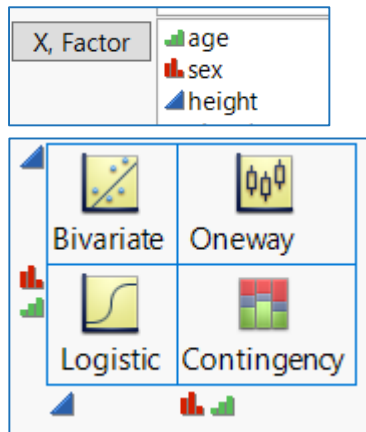 X, Factor
age
sex
height
Bivariate Oneway
Logistic Contingency